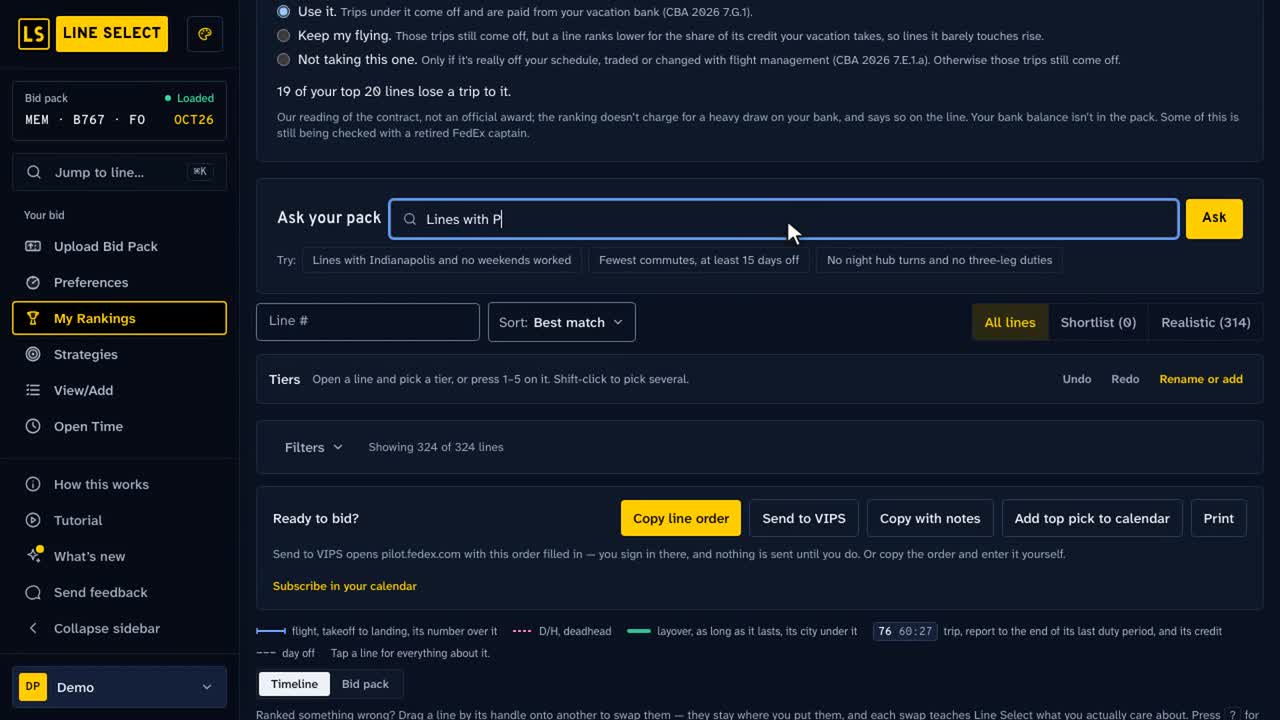 LS LINE SELECT
Bid pack Loaded
MEM · B767 · FO OCT26
Jump to line... ⌘K
Your bid
Upload Bid Pack
Preferences
My Rankings
Strategies
View/Add
Open Time
How this works
Tutorial
What's new
Send feedback
Collapse sidebar
DP Demo
Use it. Trips under it come off and are paid from your vacation bank (CBA 2026 7.G.1).
Keep my flying. Those trips still come off, but a line ranks lower for the share of its credit your vacation takes, so lines it barely touches rise.
Not taking this one. Only if it's really off your schedule, traded or changed with flight management (CBA 2026 7.E.1.a). Otherwise those trips still come off.
19 of your top 20 lines lose a trip to it.
Our reading of the contract, not an official award; the ranking doesn't charge for a heavy draw on your bank, and says so on the line. Your bank balance isn't in the pack. Some of this is
still being checked with a retired FedEx captain.
Ask your pack Lines with P Ask
Try: Lines with Indianapolis and no weekends worked Fewest commutes, at least 15 days off No night hub turns and no three-leg duties
Line # Sort: Best match All lines Shortlist (0) Realistic (314)
Tiers Open a line and pick a tier, or press 1–5 on it. Shift-click to pick several. Undo Redo Rename or add
Filters Showing 324 of 324 lines
Ready to bid? Copy line order Send to VIPS Copy with notes Add top pick to calendar Print
Send to VIPS opens pilot.fedex.com with this order filled in — you sign in there, and nothing is sent until you do. Or copy the order and enter it yourself.
Subscribe in your calendar
flight, takeoff to landing, its number over it D/H, deadhead layover, as long as it lasts, its city under it 76 60:27 trip, report to the end of its last duty period, and its credit
day off Tap a line for everything about it.
Timeline Bid pack
Ranked something wrong? Drag a line by its handle onto another to swap them — they stay where you put them, and each swap teaches Line Select what you actually care about. Press ? for